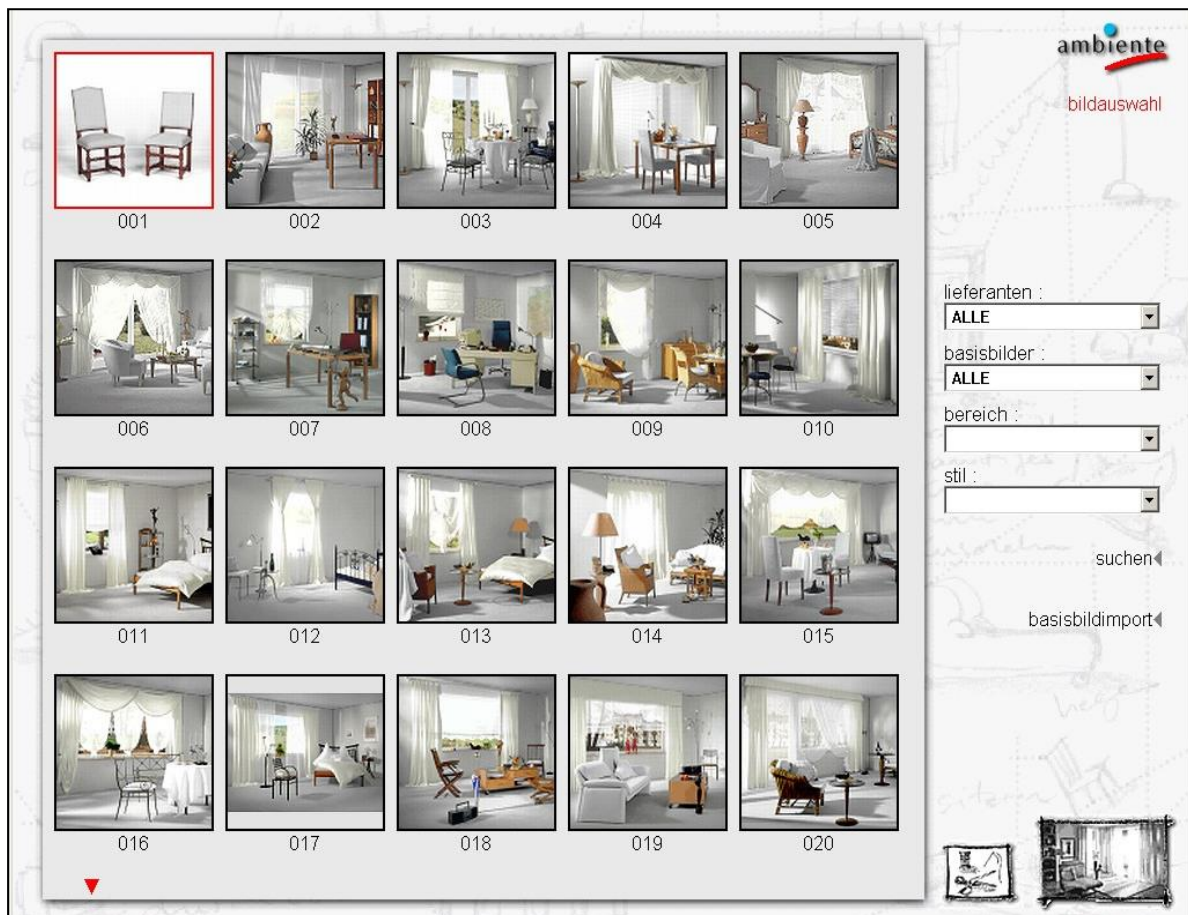 ambiente
bildauswahl
001 002 003 004 005
006 007 008 009 010
011 012 013 014 015
016 017 018 019 020
lieferanten :
ALLE
basisbilder :
ALLE
bereich :
stil :
suchen
basisbildimport